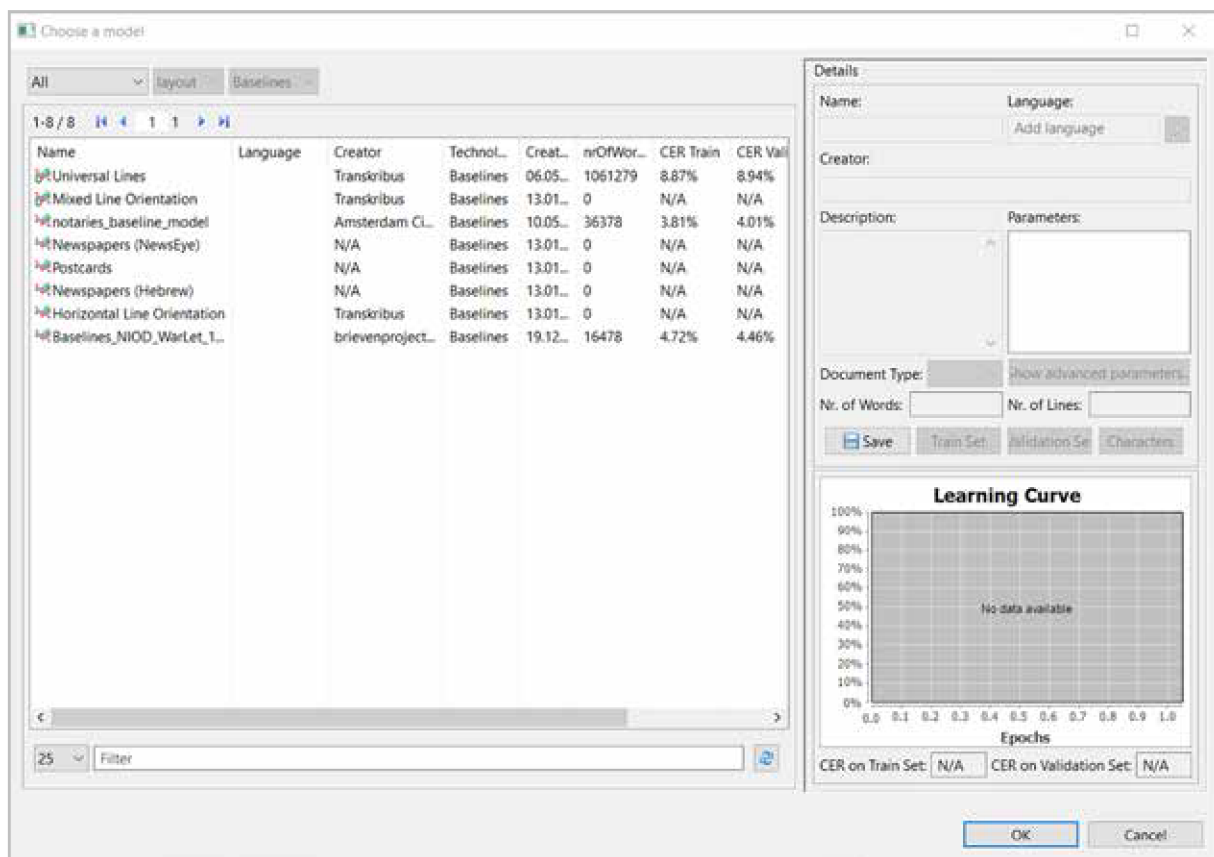 Choose a model
All layout Baselines
1-8 / 8 1 1
Name Language Creator Technol... Creat... nrOfWor... CER Train CER Vali
Universal Lines Transkribus Baselines 06.05... 1061279 8.87% 8.94%
Mixed Line Orientation Transkribus Baselines 13.01... 0 N/A N/A
notaries_baseline_model Amsterdam Ci... Baselines 10.05... 36378 3.81% 4.01%
Newspapers (NewsEye) N/A Baselines 13.01... 0 N/A N/A
Postcards N/A Baselines 13.01... 0 N/A N/A
Newspapers (Hebrew) N/A Baselines 13.01... 0 N/A N/A
Horizontal Line Orientation Transkribus Baselines 13.01... 0 N/A N/A
Baselines_NIOD_WarLet_1... brievenproject... Baselines 19.12... 16478 4.72% 4.46%
25 Filter
Details
Name: Language:
Add language
Creator:
Description: Parameters:
Document Type: Show advanced parameters..
Nr. of Words: Nr. of Lines:
Save Train Set Validation Se Characters
Learning Curve
100%
90%
80%
70%
60%
50%
40%
30%
20%
10%
0%
No data available
0.0 0.1 0.2 0.3 0.4 0.5 0.6 0.7 0.8 0.9 1.0
Epochs
CER on Train Set: N/A CER on Validation Set: N/A
OK Cancel